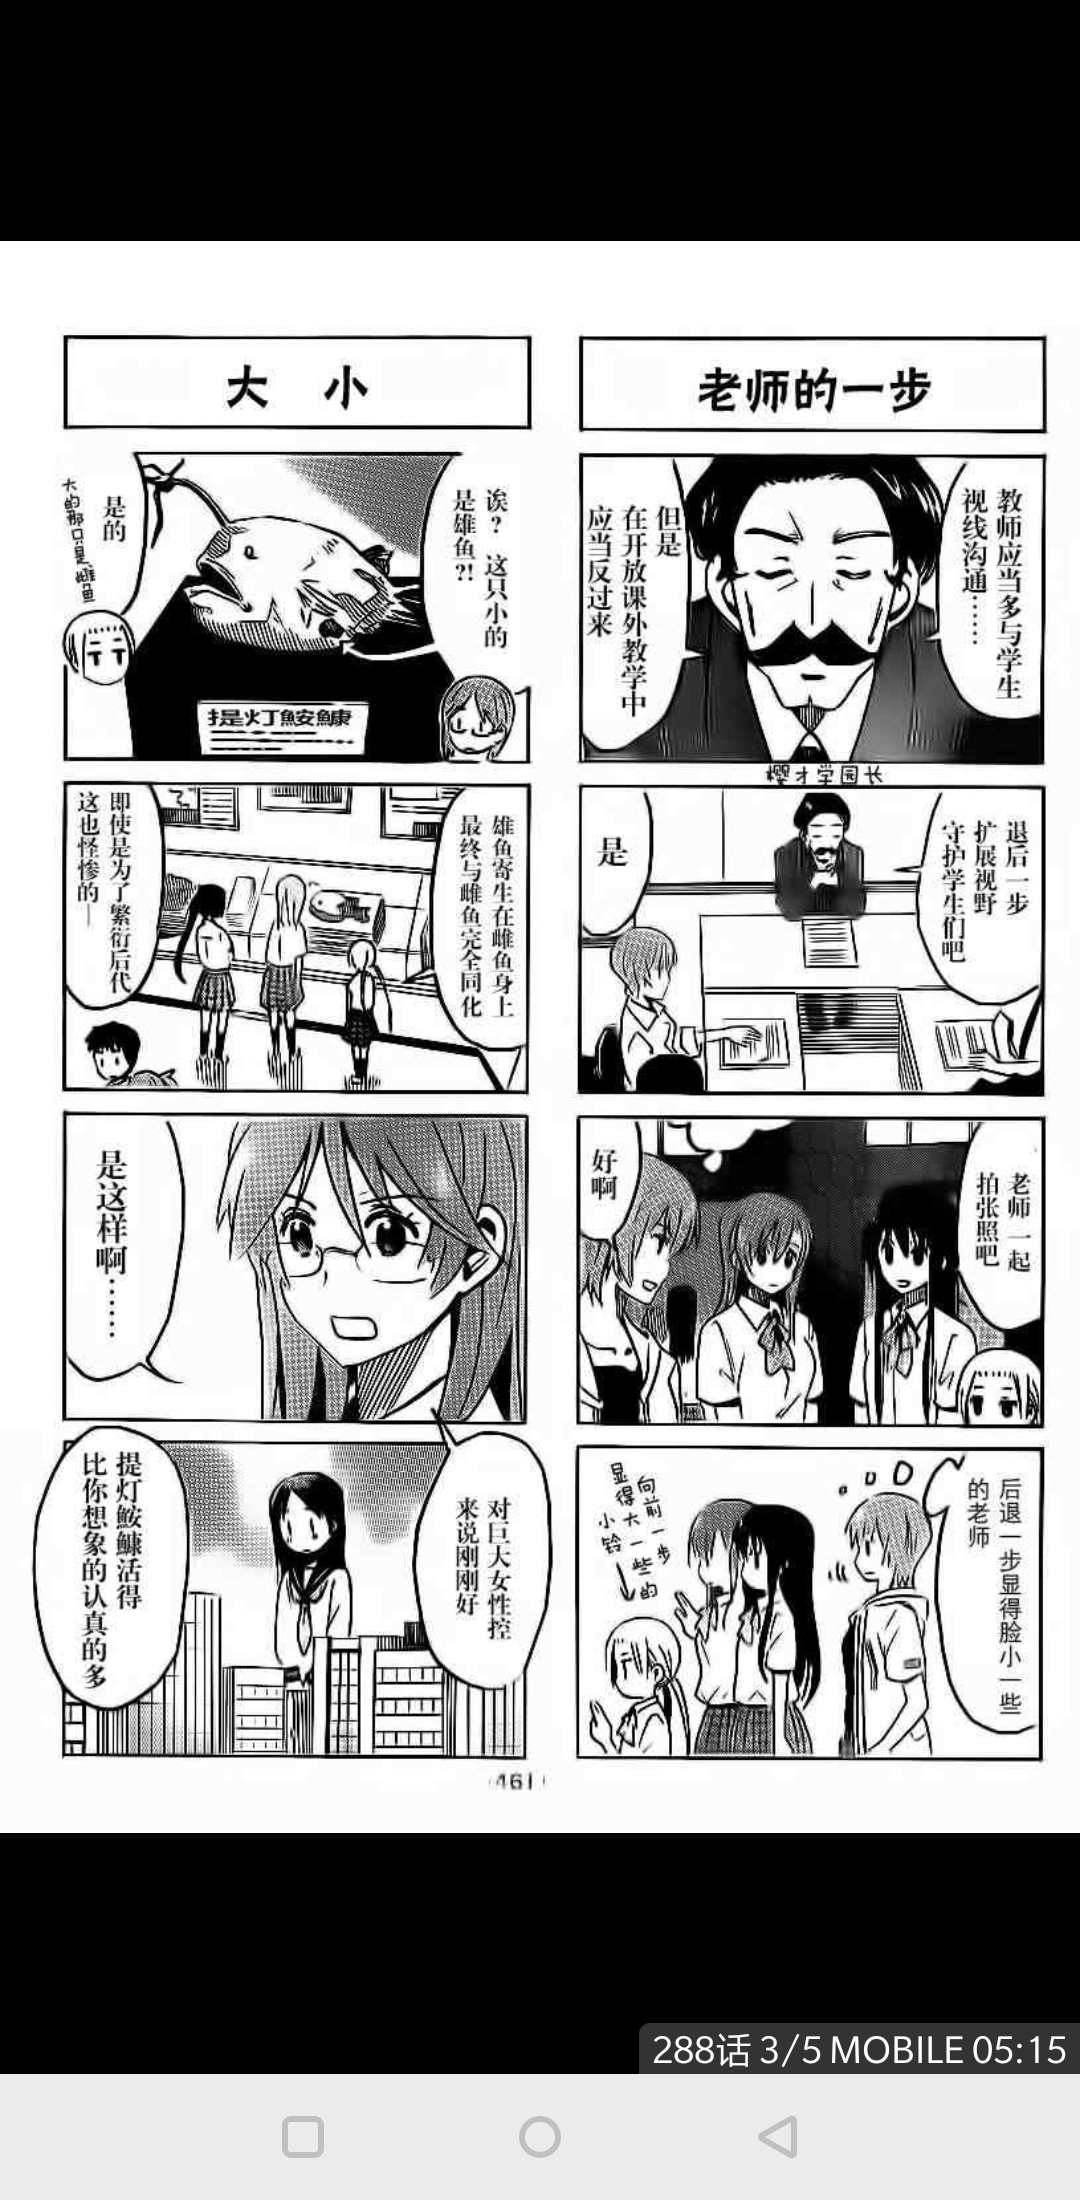 老师的一步
教师应当多与学生
视线沟通……
但是
在开放课外教学中
应当反过来
樱才学园长
退后一步
扩展视野
守护学生们吧
是
老师一起
拍张照吧
好啊
后退一步显得脸小一些
的老师
向前一步
显得大一些的
小铃
大 小
诶？ 这只小的
是雄鱼?!
是的
大的那只是雌鱼
提灯鮟鱇
雄鱼寄生在雌鱼身上
最终与雌鱼完全同化
即使是为了繁衍后代
这也怪惨的—
是这样啊……
对巨大女性控
来说刚刚好
提灯鮟鱇活得
比你想象的认真的多
461
288话 3/5 MOBILE 05:15